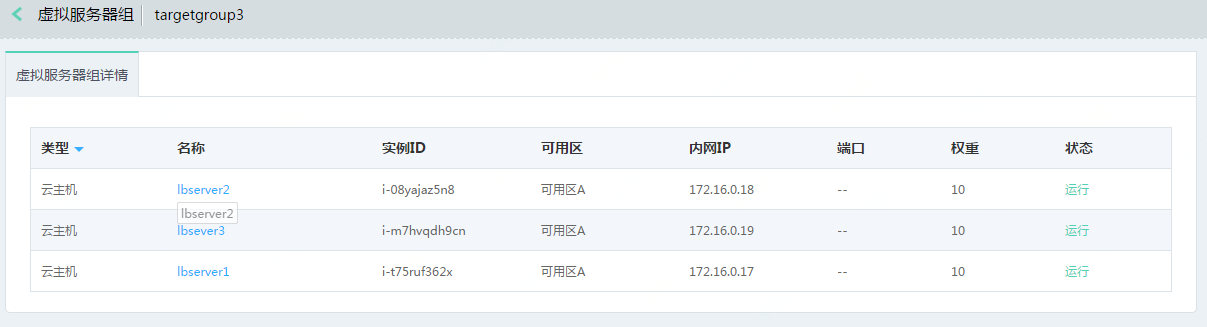 虚拟服务器组 targetgroup3
虚拟服务器组详情
类型 名称 实例ID 可用区 内网IP 端口 权重 状态
云主机 lbserver2 i-08yajaz5n8 可用区A 172.16.0.18 -- 10 运行
lbserver2
云主机 lbsever3 i-m7hvqdh9cn 可用区A 172.16.0.19 -- 10 运行
云主机 lbserver1 i-t75ruf362x 可用区A 172.16.0.17 -- 10 运行